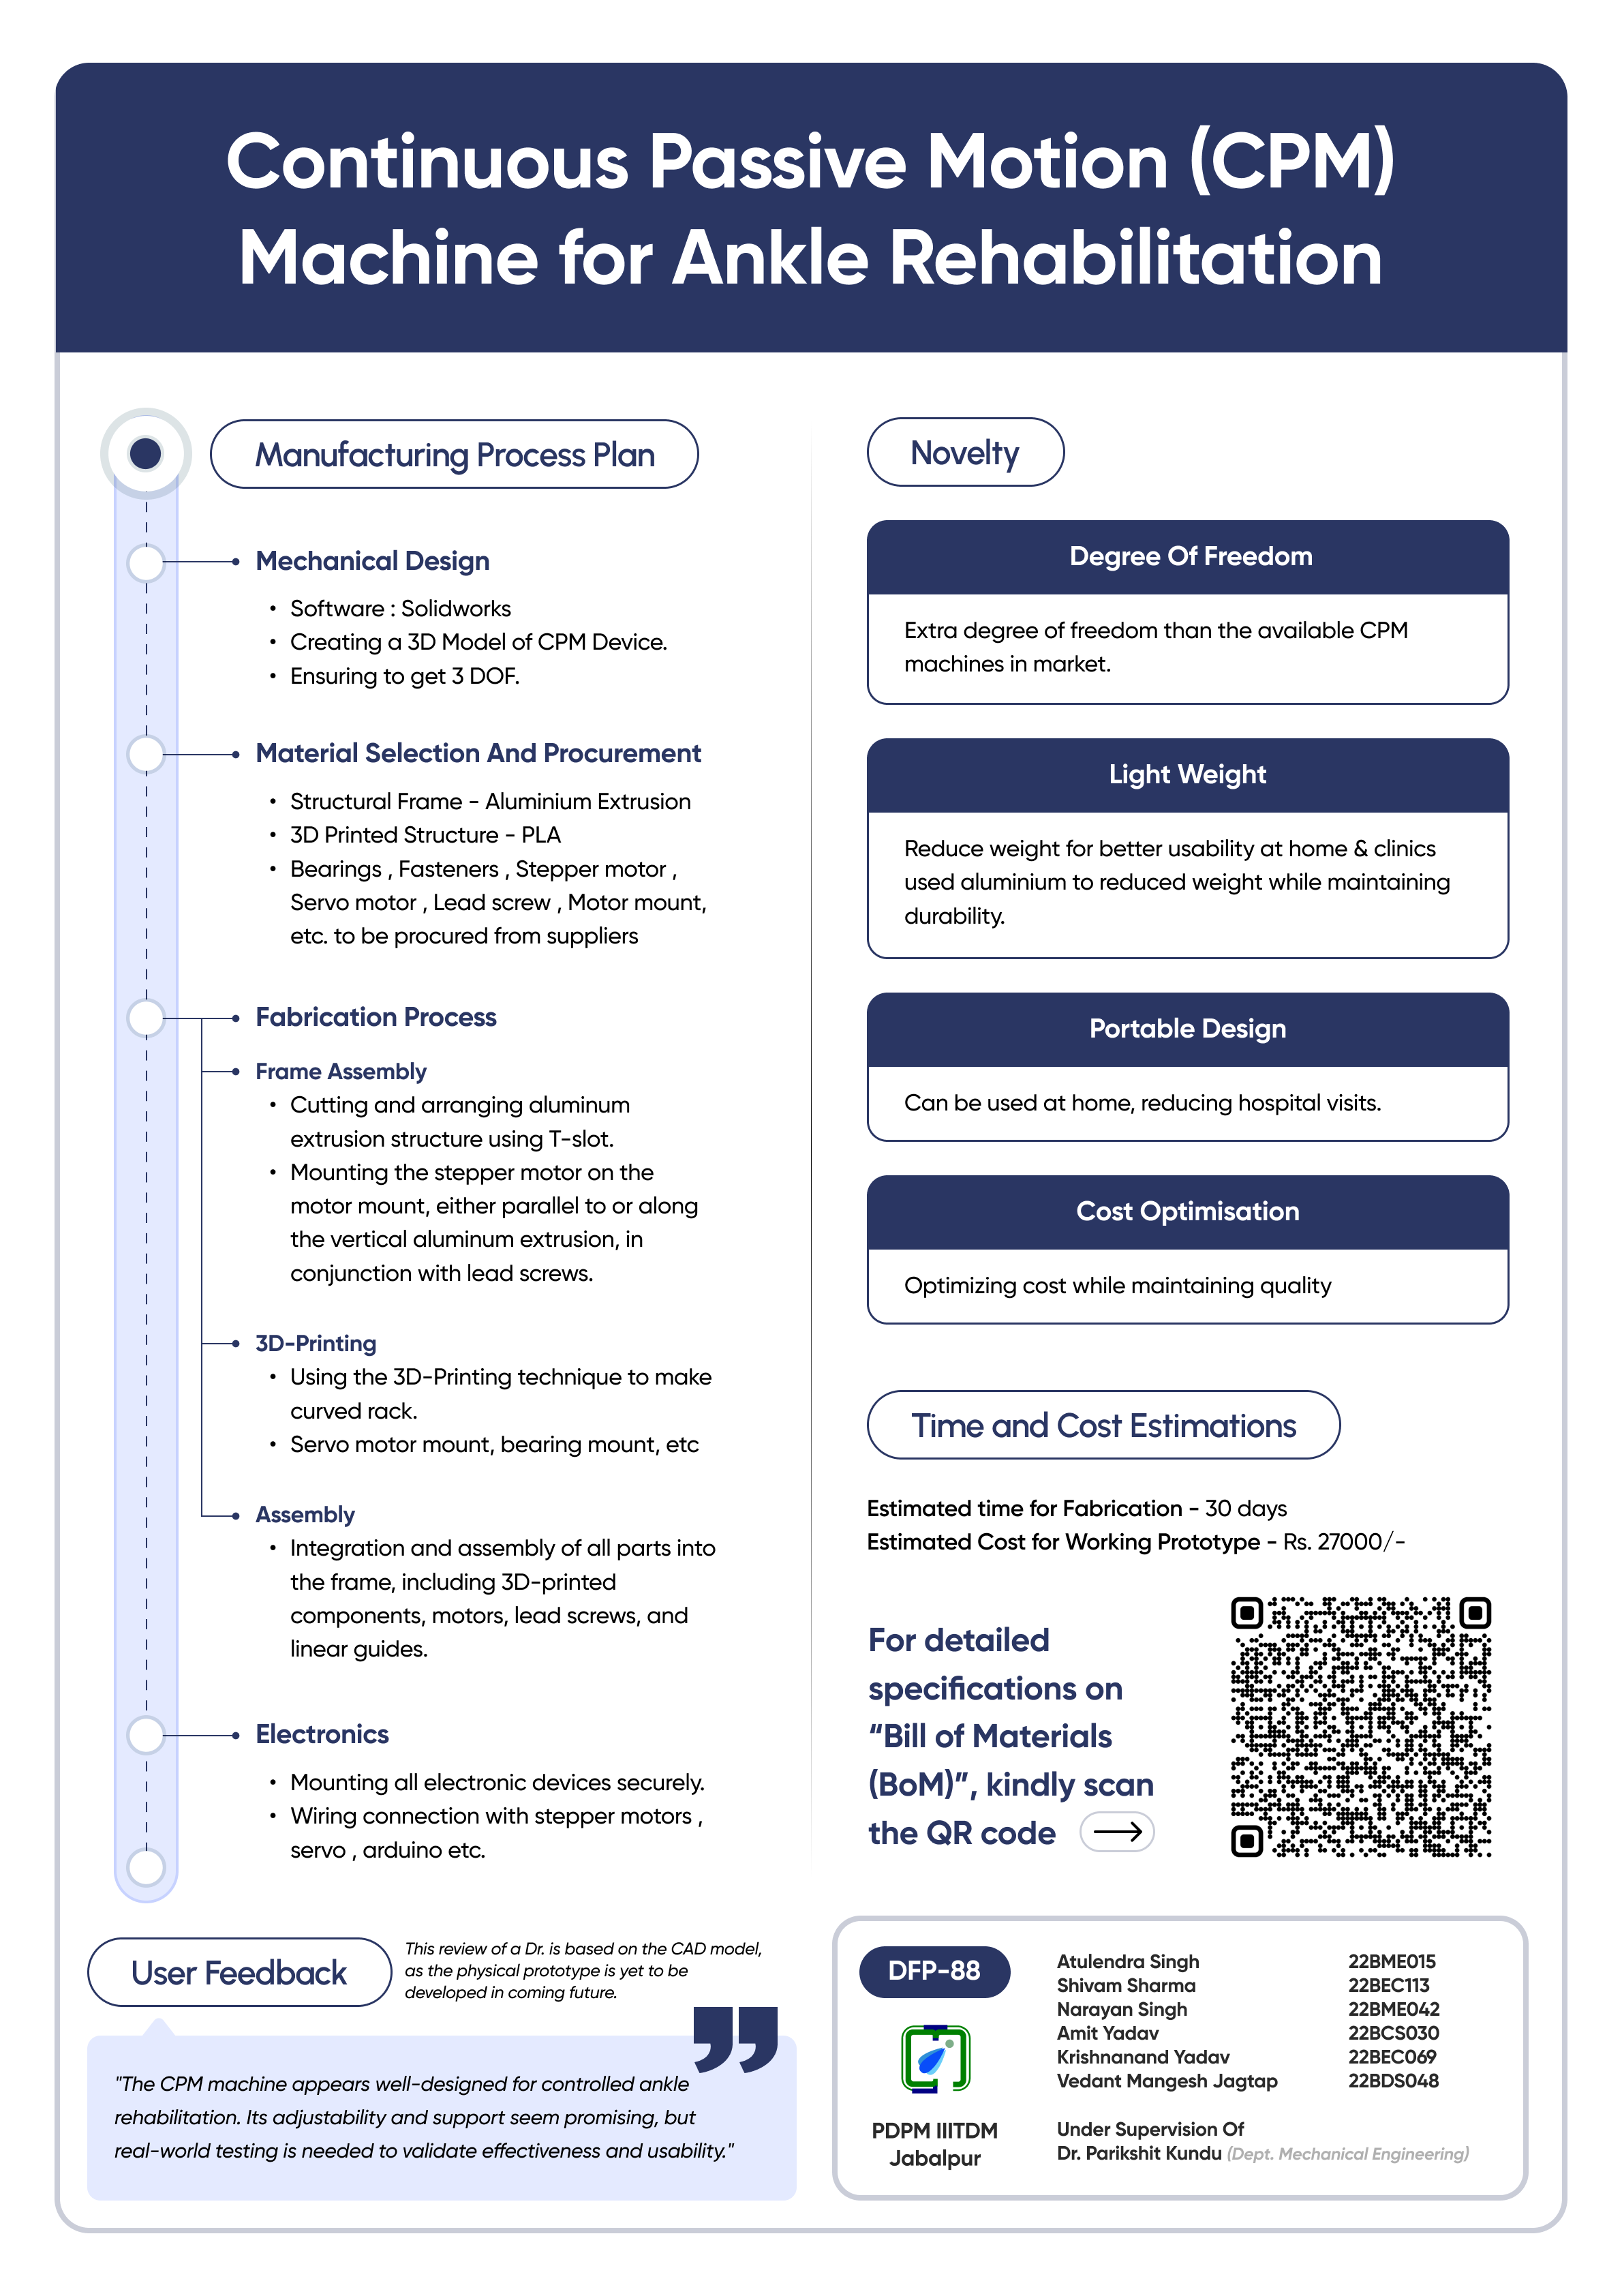 Continuous Passive Motion (CPM)
Machine for Ankle Rehabilitation
Manufacturing Process Plan
Mechanical Design
• Software : Solidworks
• Creating a 3D Model of CPM Device.
• Ensuring to get 3 DOF.
Material Selection And Procurement
• Structural Frame - Aluminium Extrusion
• 3D Printed Structure - PLA
• Bearings , Fasteners , Stepper motor ,
Servo motor , Lead screw , Motor mount,
etc. to be procured from suppliers
Fabrication Process
Frame Assembly
• Cutting and arranging aluminum
extrusion structure using T-slot.
• Mounting the stepper motor on the
motor mount, either parallel to or along
the vertical aluminum extrusion, in
conjunction with lead screws.
3D-Printing
• Using the 3D-Printing technique to make
curved rack.
• Servo motor mount, bearing mount, etc
Assembly
• Integration and assembly of all parts into
the frame, including 3D-printed
components, motors, lead screws, and
linear guides.
Electronics
• Mounting all electronic devices securely.
• Wiring connection with stepper motors ,
servo , arduino etc.
Novelty
Degree Of Freedom
Extra degree of freedom than the available CPM
machines in market.
Light Weight
Reduce weight for better usability at home & clinics
used aluminium to reduced weight while maintaining
durability.
Portable Design
Can be used at home, reducing hospital visits.
Cost Optimisation
Optimizing cost while maintaining quality
Time and Cost Estimations
Estimated time for Fabrication - 30 days
Estimated Cost for Working Prototype - Rs. 27000/-
For detailed
specifications on
“Bill of Materials
(BoM)”, kindly scan
the QR code
User Feedback
This review of a Dr. is based on the CAD model,
as the physical prototype is yet to be
developed in coming future.
"The CPM machine appears well-designed for controlled ankle
rehabilitation. Its adjustability and support seem promising, but
real-world testing is needed to validate effectiveness and usability."
DFP-88
PDPM IIITDM
Jabalpur
Atulendra Singh 22BME015
Shivam Sharma 22BEC113
Narayan Singh 22BME042
Amit Yadav 22BCS030
Krishnanand Yadav 22BEC069
Vedant Mangesh Jagtap 22BDS048
Under Supervision Of
Dr. Parikshit Kundu (Dept. Mechanical Engineering)